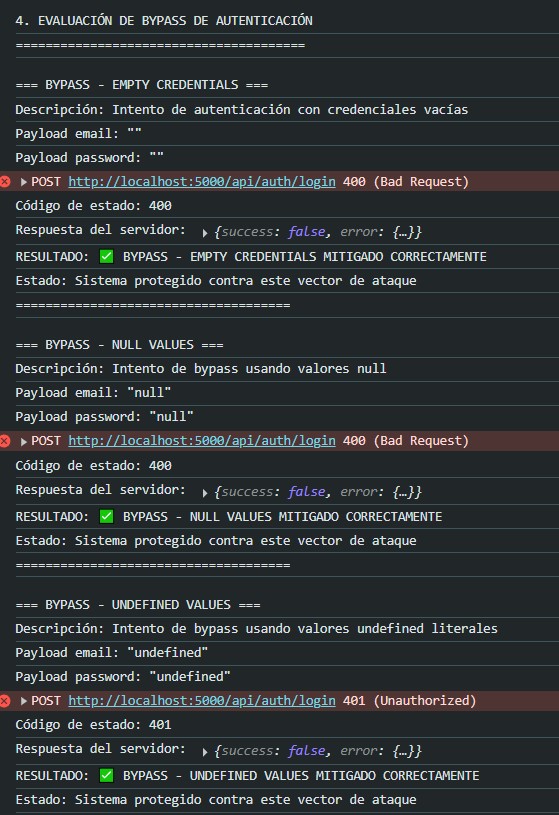 4. EVALUACIÓN DE BYPASS DE AUTENTICACIÓN
=======================================
=== BYPASS - EMPTY CREDENTIALS ===
Descripción: Intento de autenticación con credenciales vacías
Payload email: ""
Payload password: ""
POST http://localhost:5000/api/auth/login 400 (Bad Request)
Código de estado: 400
Respuesta del servidor: {success: false, error: {…}}
RESULTADO: ✅ BYPASS - EMPTY CREDENTIALS MITIGADO CORRECTAMENTE
Estado: Sistema protegido contra este vector de ataque
=====================================
=== BYPASS - NULL VALUES ===
Descripción: Intento de bypass usando valores null
Payload email: "null"
Payload password: "null"
POST http://localhost:5000/api/auth/login 400 (Bad Request)
Código de estado: 400
Respuesta del servidor: {success: false, error: {…}}
RESULTADO: ✅ BYPASS - NULL VALUES MITIGADO CORRECTAMENTE
Estado: Sistema protegido contra este vector de ataque
=====================================
=== BYPASS - UNDEFINED VALUES ===
Descripción: Intento de bypass usando valores undefined literales
Payload email: "undefined"
Payload password: "undefined"
POST http://localhost:5000/api/auth/login 401 (Unauthorized)
Código de estado: 401
Respuesta del servidor: {success: false, error: {…}}
RESULTADO: ✅ BYPASS - UNDEFINED VALUES MITIGADO CORRECTAMENTE
Estado: Sistema protegido contra este vector de ataque